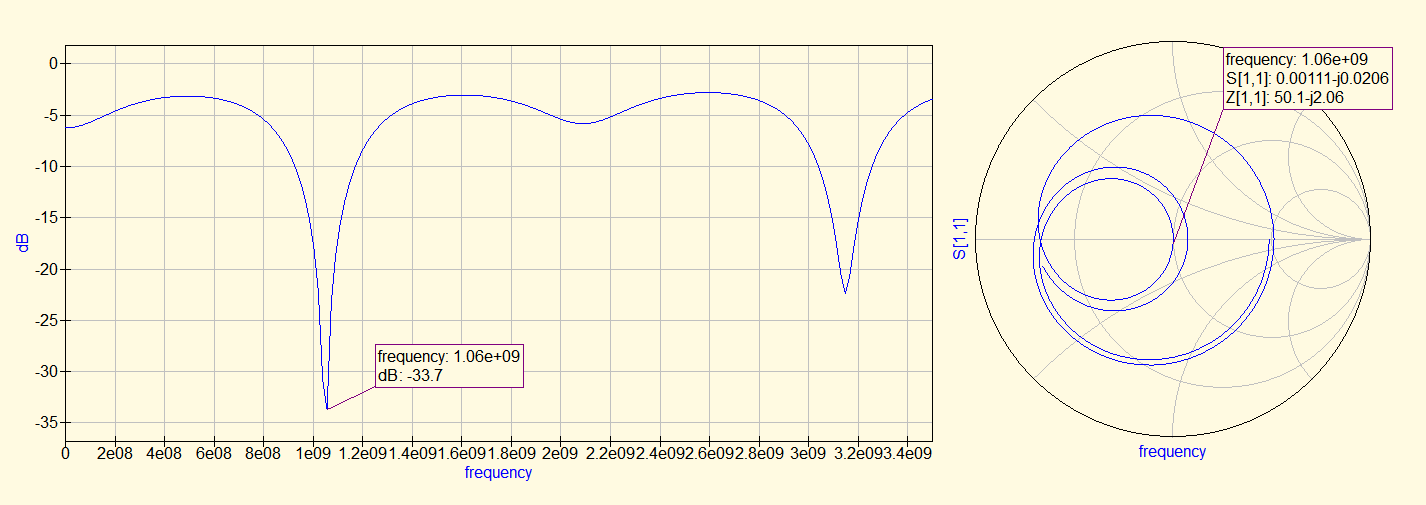 0
-5
-10
-15
-20
-25
-30
-35
dB
frequency: 1.06e+09
dB: -33.7
0 2e08 4e08 6e08 8e08 1e09 1.2e09 1.4e09 1.6e09 1.8e09 2e09 2.2e09 2.4e09 2.6e09 2.8e09 3e09 3.2e09 3.4e09
frequency
frequency: 1.06e+09
S[1,1]: 0.00111-j0.0206
Z[1,1]: 50.1-j2.06
S[1,1]
frequency